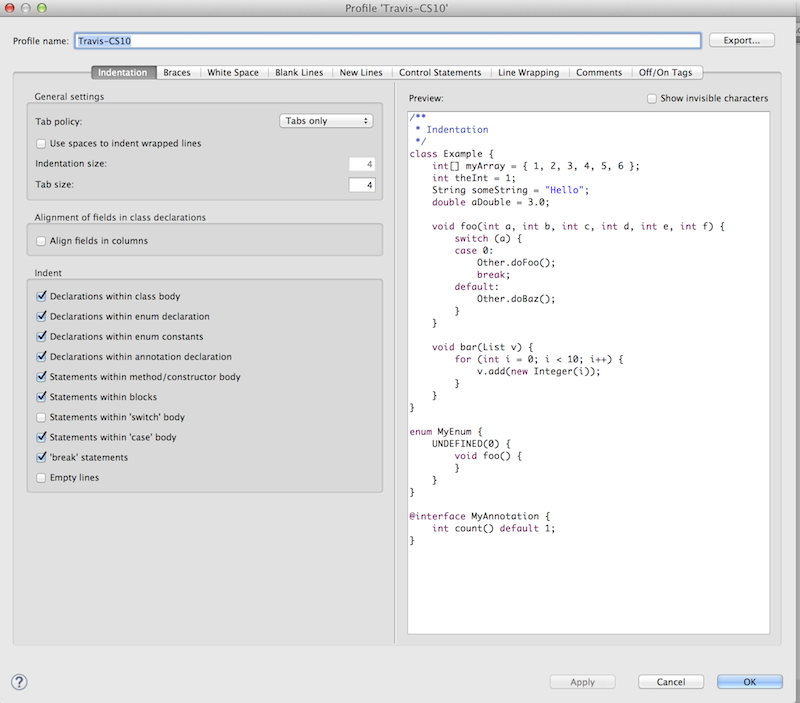 Profile 'Travis-CS10'
Profile name: Travis-CS10 Export...
Indentation Braces White Space Blank Lines New Lines Control Statements Line Wrapping Comments Off/On Tags
General settings
Tab policy: Tabs only
Use spaces to indent wrapped lines
Indentation size: 4
Tab size: 4
Alignment of fields in class declarations
Align fields in columns
Indent
Declarations within class body
Declarations within enum declaration
Declarations within enum constants
Declarations within annotation declaration
Statements within method/constructor body
Statements within blocks
Statements within 'switch' body
Statements within 'case' body
'break' statements
Empty lines
Preview: Show invisible characters
/**
 * Indentation
 */
class Example {
    int[] myArray = { 1, 2, 3, 4, 5, 6 };
    int theInt = 1;
    String someString = "Hello";
    double aDouble = 3.0;

    void foo(int a, int b, int c, int d, int e, int f) {
        switch (a) {
        case 0:
            Other.doFoo();
            break;
        default:
            Other.doBaz();
        }
    }

    void bar(List v) {
        for (int i = 0; i < 10; i++) {
            v.add(new Integer(i));
        }
    }
}

enum MyEnum {
    UNDEFINED(0) {
        void foo() {
        }
    }
}

@interface MyAnnotation {
    int count() default 1;
}
?
Apply Cancel OK